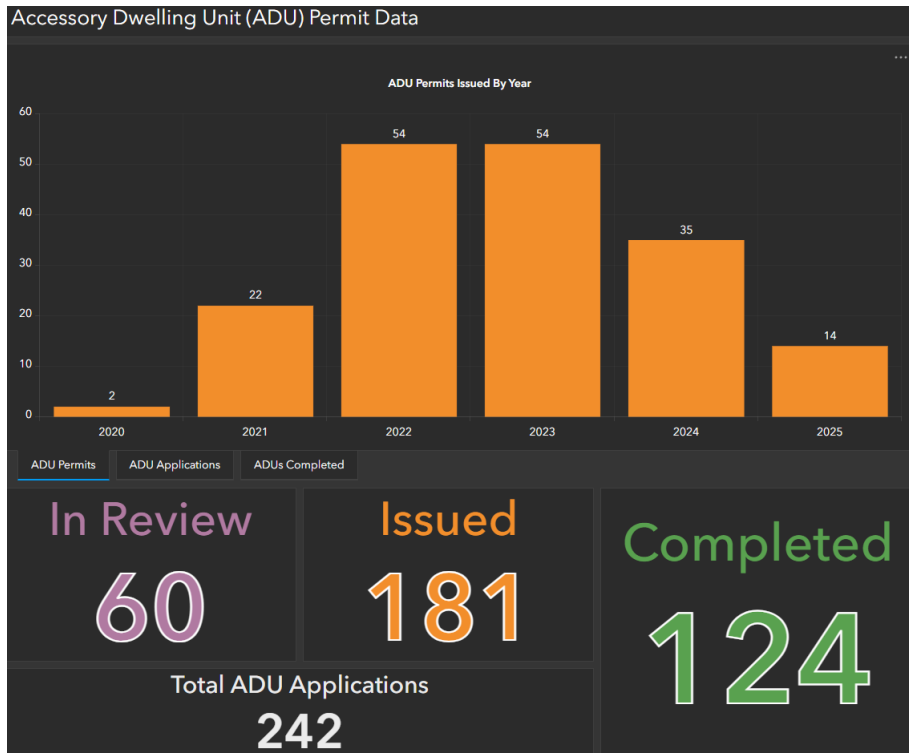 Accessory Dwelling Unit (ADU) Permit Data
...
ADU Permits Issued By Year
60
50
40
30
20
10
0
2
22
54
54
35
14
2020
2021
2022
2023
2024
2025
ADU Permits
ADU Applications
ADUs Completed
In Review
60
Issued
181
Completed
124
Total ADU Applications
242